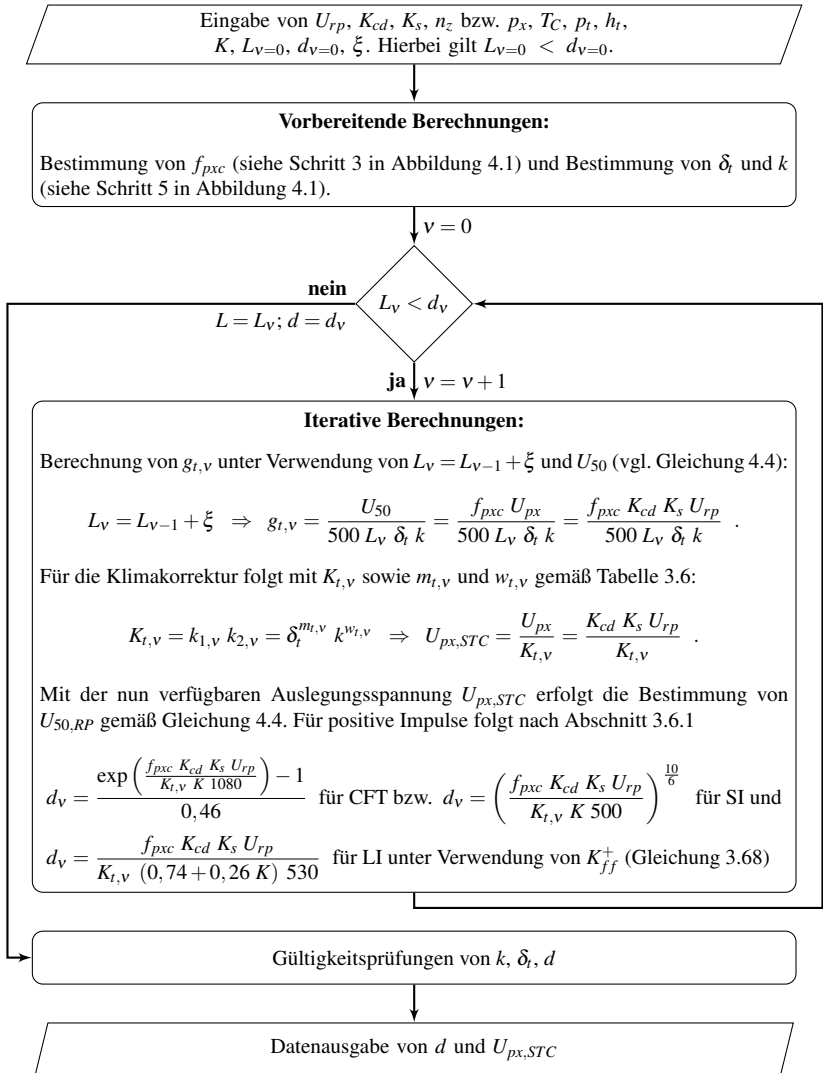 Eingabe von U_{rp}, K_{cd}, K_s, n_z bzw. p_x, T_C, p_t, h_t,
K, L_{ν=0}, d_{ν=0}, ξ. Hierbei gilt L_{ν=0} < d_{ν=0}.
Vorbereitende Berechnungen:
Bestimmung von f_{pxc} (siehe Schritt 3 in Abbildung 4.1) und Bestimmung von δ_t und k
(siehe Schritt 5 in Abbildung 4.1).
ν = 0
nein
L_ν < d_ν
L = L_ν; d = d_ν
ja ν = ν + 1
Iterative Berechnungen:
Berechnung von g_{t,ν} unter Verwendung von L_ν = L_{ν−1} + ξ und U_{50} (vgl. Gleichung 4.4):
L_ν = L_{ν−1} + ξ ⇒ g_{t,ν} = \frac{U_{50}}{500 L_ν δ_t k} = \frac{f_{pxc} U_{px}}{500 L_ν δ_t k} = \frac{f_{pxc} K_{cd} K_s U_{rp}}{500 L_ν δ_t k} .
Für die Klimakorrektur folgt mit K_{t,ν} sowie m_{t,ν} und w_{t,ν} gemäß Tabelle 3.6:
K_{t,ν} = k_{1,ν} k_{2,ν} = δ_t^{m_{t,ν}} k^{w_{t,ν}} ⇒ U_{px,STC} = \frac{U_{px}}{K_{t,ν}} = \frac{K_{cd} K_s U_{rp}}{K_{t,ν}} .
Mit der nun verfügbaren Auslegungsspannung U_{px,STC} erfolgt die Bestimmung von
U_{50,RP} gemäß Gleichung 4.4. Für positive Impulse folgt nach Abschnitt 3.6.1
d_ν = \frac{exp(\frac{f_{pxc} K_{cd} K_s U_{rp}}{K_{t,ν} K 1080}) − 1}{0,46} für CFT bzw. d_ν = (\frac{f_{pxc} K_{cd} K_s U_{rp}}{K_{t,ν} K 500})^{\frac{10}{6}} für SI und
d_ν = \frac{f_{pxc} K_{cd} K_s U_{rp}}{K_{t,ν} (0,74 + 0,26 K) 530} für LI unter Verwendung von K_{ff}^+ (Gleichung 3.68)
Gültigkeitsprüfungen von k, δ_t, d
Datenausgabe von d und U_{px,STC}